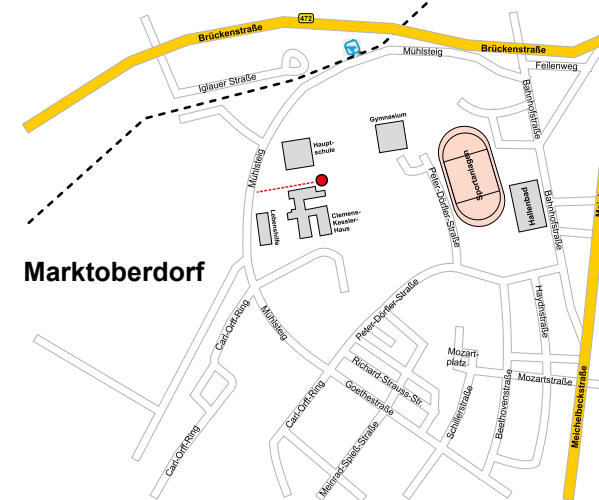 472
Brückenstraße
Mühlsteig
Brückenstraße
Feilenweg
Iglauer Straße
Bahnhofstraße
Gymnasium
Haupt-
schule
Mühlsteig
Sportanlagen
Peter-Dörfler-Straße
Hallenbad
Bahnhofstraße
Lebenshilfe
Clemens-
Kessler-
Haus
Marktoberdorf
Carl-Orff-Ring
Mühlsteig
Peter-Dörfler-Straße
Haydnstraße
Mozart-
platz
Richard-Strauss-Str.
Goethestraße
Mozartstraße
Carl-Orff-Ring
Schillerstraße
Beethovenstraße
Meichelbeckstraße
Carl-Orff-Ring
Meinrad-Spieß-Straße